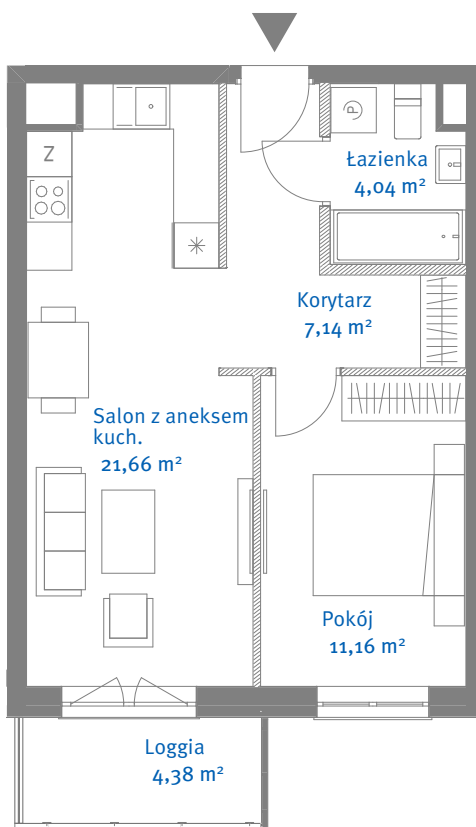 P
Łazienka
4,04 m²
Z
Korytarz
7,14 m²
Salon z aneksem
kuch.
21,66 m²
Pokój
11,16 m²
Loggia
4,38 m²